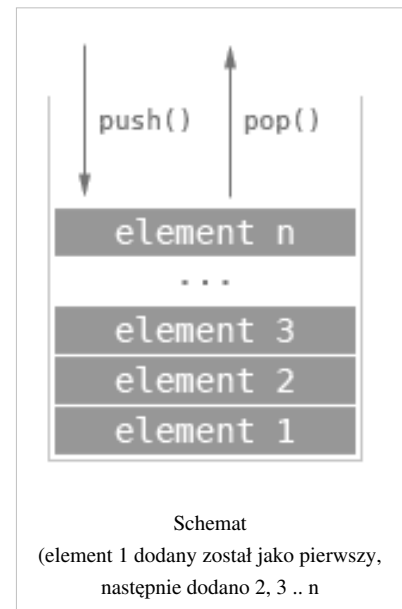 push() pop()
element n
...
element 3
element 2
element 1
Schemat
(element 1 dodany został jako pierwszy,
następnie dodano 2, 3 .. n